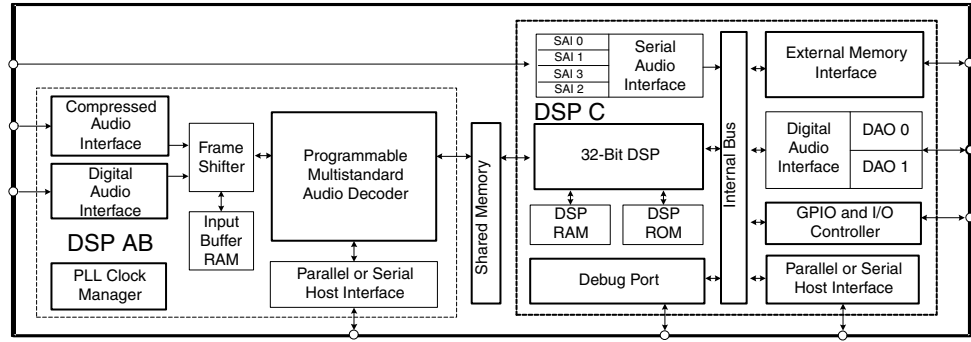 SAI 0
SAI 1
SAI 3
SAI 2
Serial
Audio
Interface
DSP C
External Memory
Interface
Compressed
Audio
Interface
Digital
Audio
Interface
Frame
Shifter
Input
Buffer
RAM
DSP AB
PLL Clock
Manager
Programmable
Multistandard
Audio Decoder
Parallel or Serial
Host Interface
Shared Memory
32-Bit DSP
DSP
RAM
DSP
ROM
Debug Port
Internal Bus
Digital
Audio
Interface
DAO 0
DAO 1
GPIO and I/O
Controller
Parallel or Serial
Host Interface